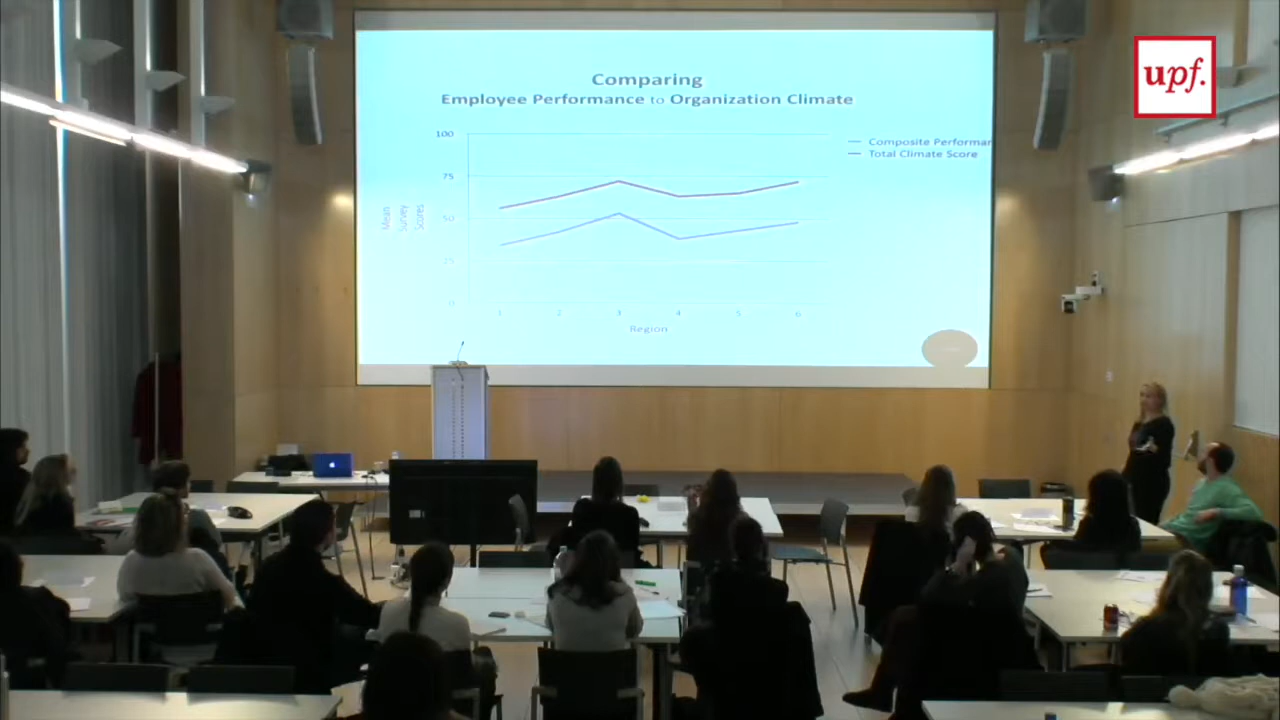 upf.
Comparing
Employee Performance to Organization Climate
100
75
50
25
0
Mean
Survey
Scores
1 2 3 4 5 6
Region
Composite Performan
Total Climate Score